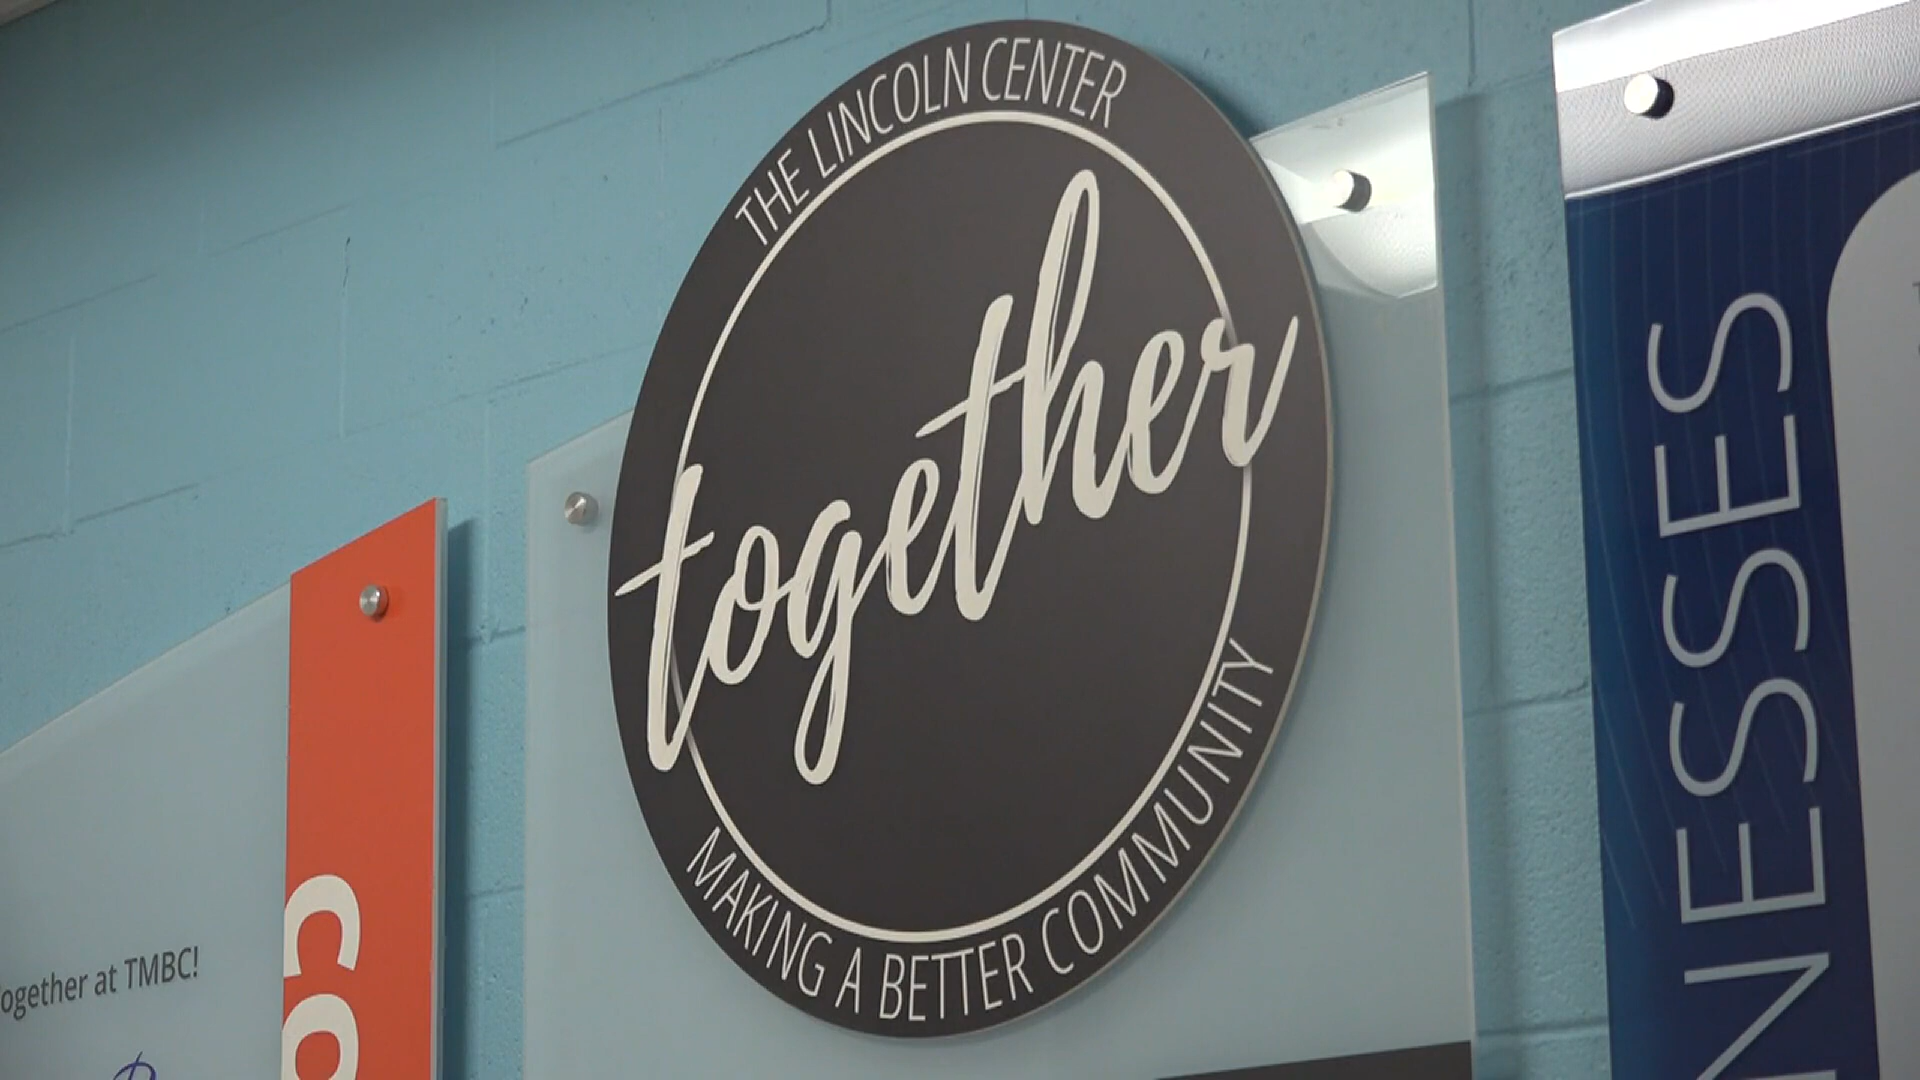 THE LINCOLN CENTER
together
MAKING A BETTER COMMUNITY
ogether at TMBC!
CO
NESSES